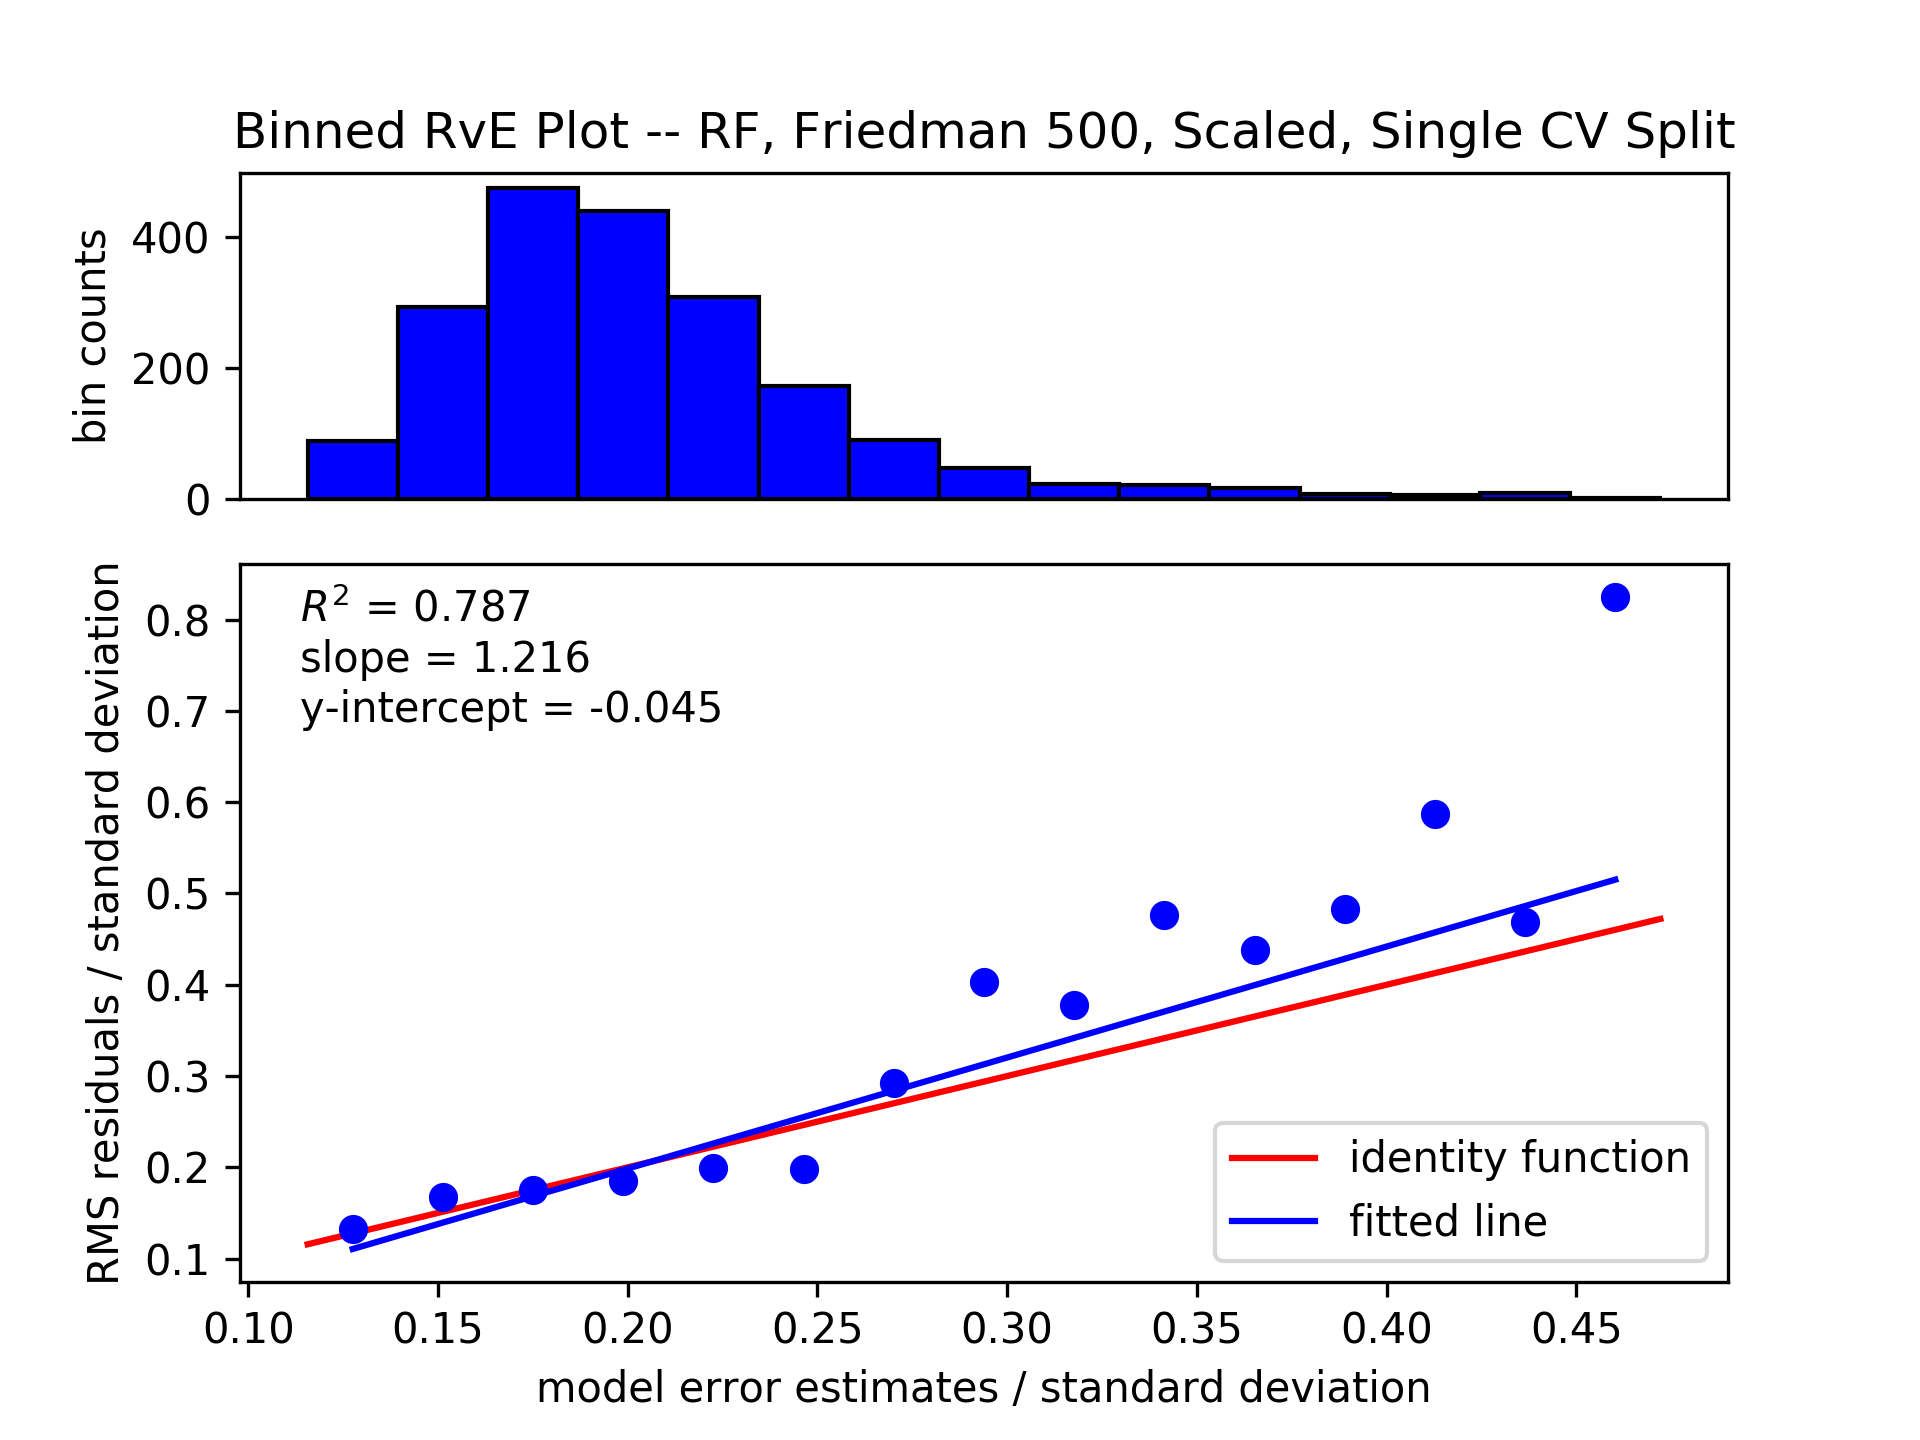 Binned RvE Plot -- RF, Friedman 500, Scaled, Single CV Split
bin counts
400
200
0
RMS residuals / standard deviation
R² = 0.787
slope = 1.216
y-intercept = -0.045
0.8
0.7
0.6
0.5
0.4
0.3
0.2
0.1
identity function
fitted line
0.10 0.15 0.20 0.25 0.30 0.35 0.40 0.45
model error estimates / standard deviation